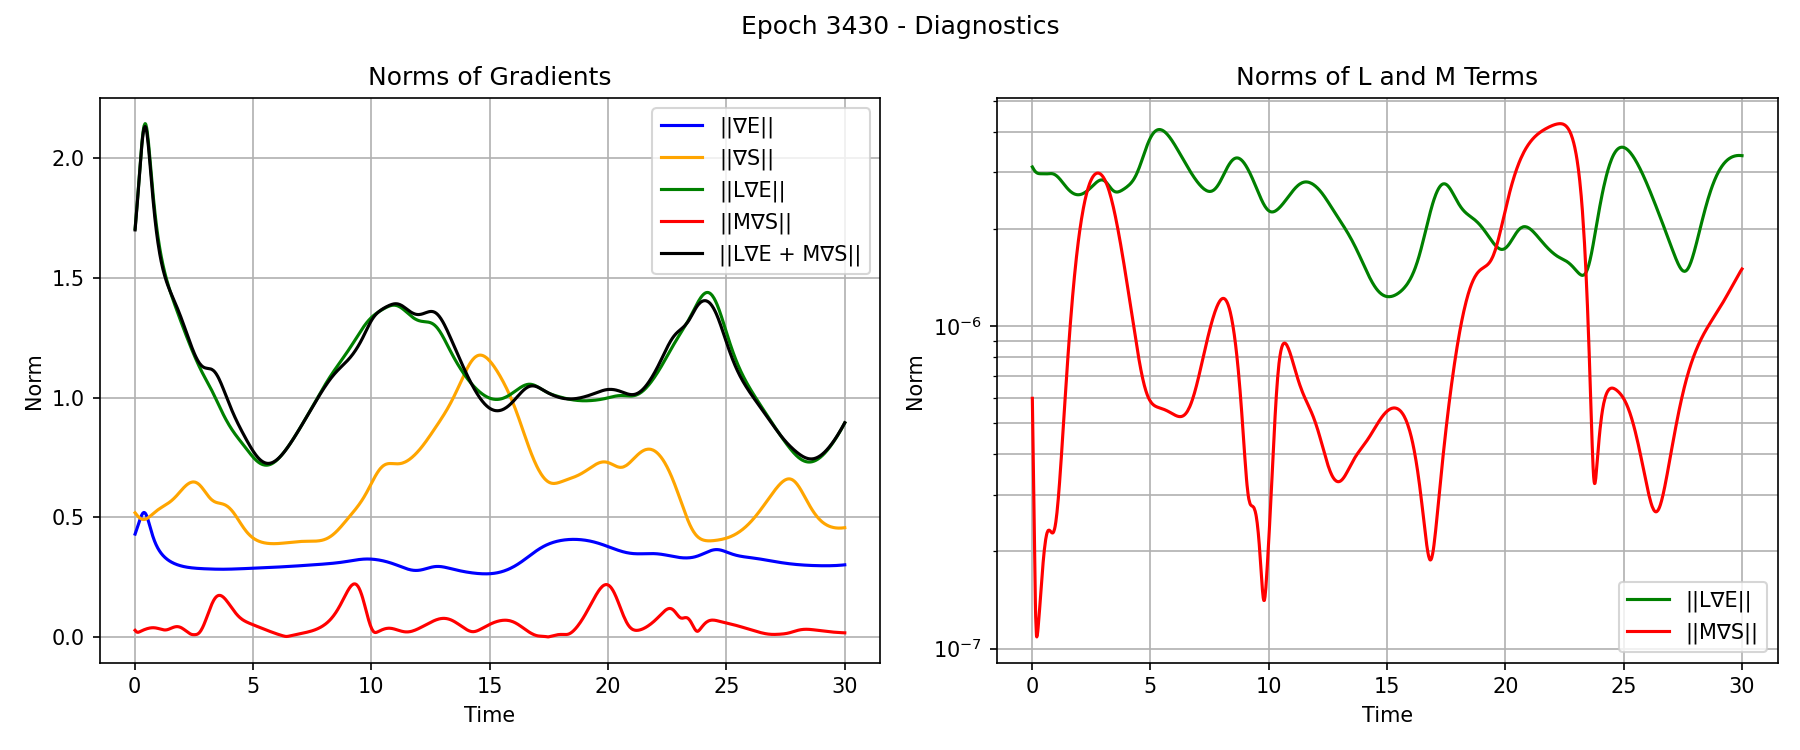 Epoch 3430 - Diagnostics
Norms of Gradients
Norm
2.0
1.5
1.0
0.5
0.0
0 5 10 15 20 25 30
Time
||∇E||
||∇S||
||L∇E||
||M∇S||
||L∇E + M∇S||
Norms of L and M Terms
Norm
10⁻⁶
10⁻⁷
0 5 10 15 20 25 30
Time
||L∇E||
||M∇S||